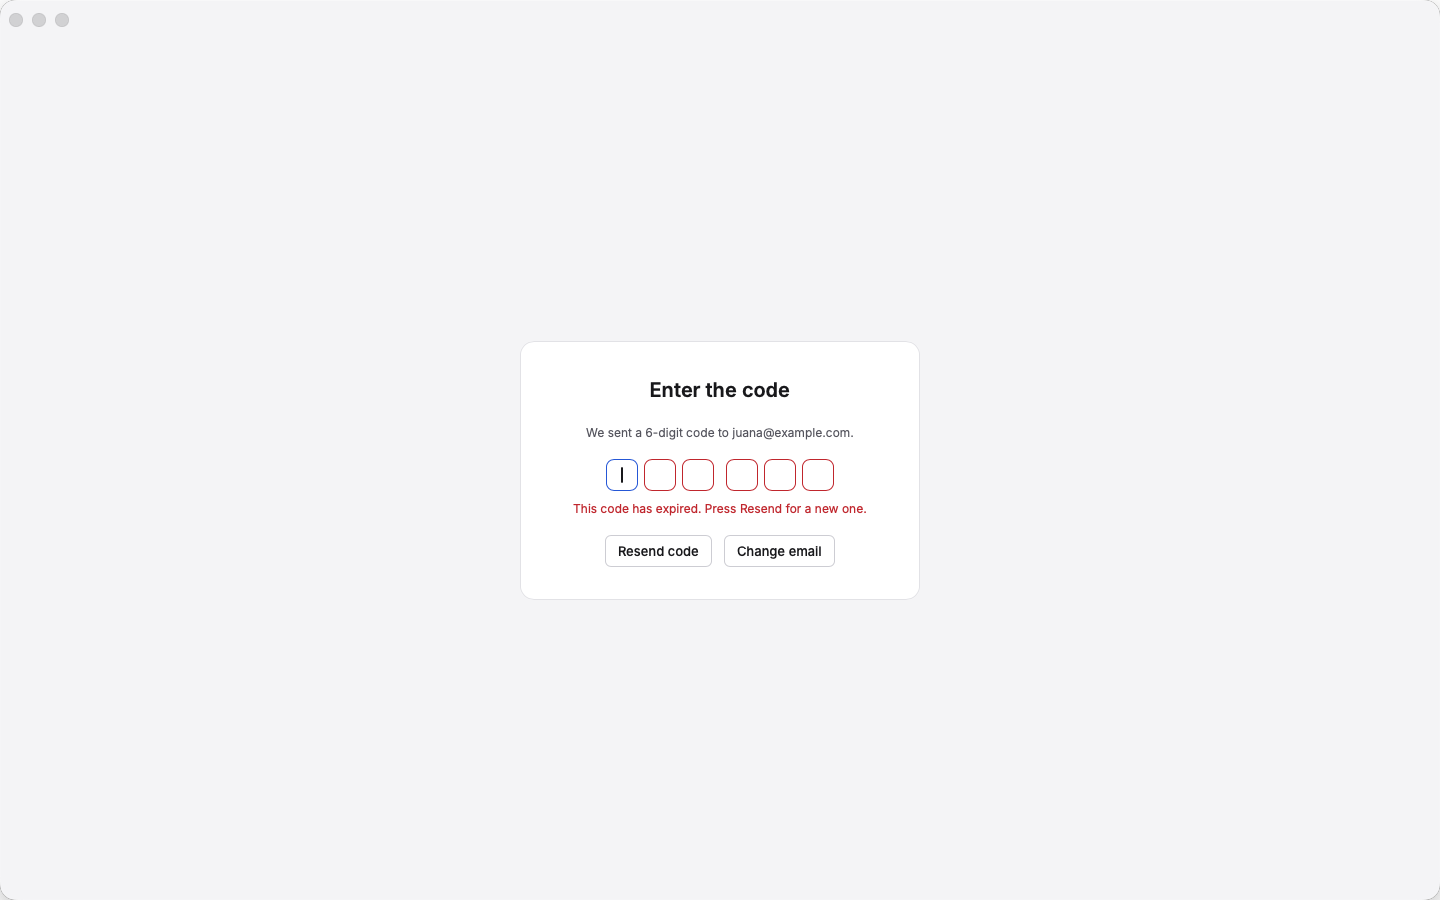 Enter the code
We sent a 6-digit code to juana@example.com.
This code has expired. Press Resend for a new one.
Resend code Change email